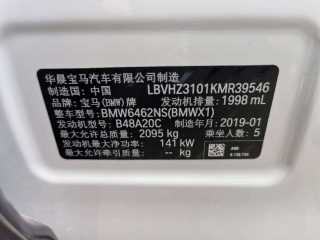 华晨宝马汽车有限公司制造
制造国：中国 LBVHZ3101KMR39546
品牌：宝马(BMW) 发动机排量：1998 mL
整车型号：BMW6462NS(BMWX1)
发动机型号：B48A20C 制造年月：2019-01
最大允许总质量：2095 kg 乘坐人数：5
发动机最大净功率：141 kW
最大允许牵引质量：-- kg